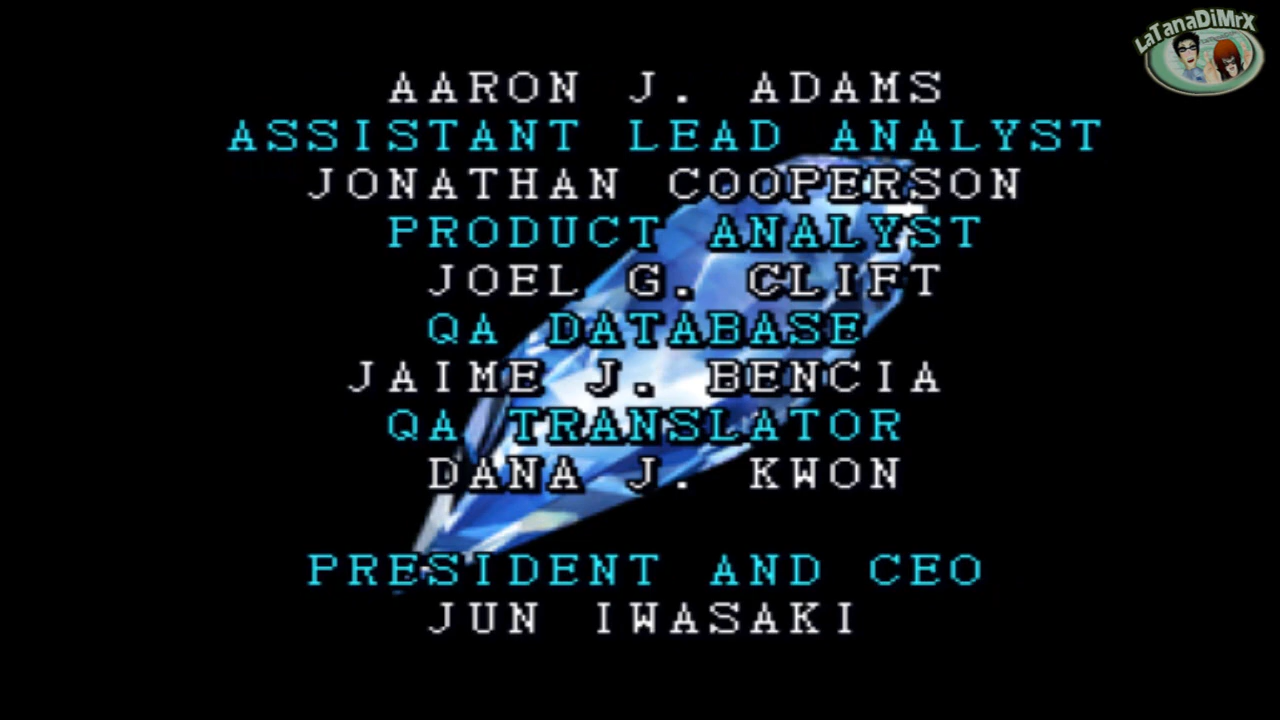 LaTanaDiMrX
AARON J. ADAMS
ASSISTANT LEAD ANALYST
JONATHAN COOPERSON
PRODUCT ANALYST
JOEL G. CLIFT
QA DATABASE
JAIME J. BENCIA
QA TRANSLATOR
DANA J. KWON
PRESIDENT AND CEO
JUN IWASAKI